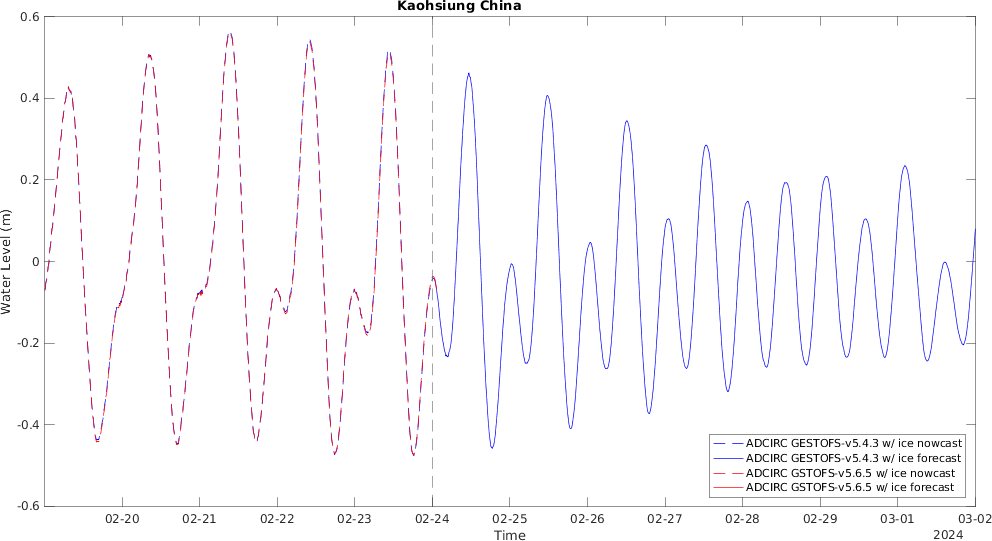 Kaohsiung China
0.6
0.4
0.2
0
-0.2
-0.4
-0.6
Water Level (m)
02-20 02-21 02-22 02-23 02-24 02-25 02-26 02-27 02-28 02-29 03-01 03-02
Time
2024
ADCIRC GESTOFS-v5.4.3 w/ ice nowcast
ADCIRC GESTOFS-v5.4.3 w/ ice forecast
ADCIRC GSTOFS-v5.6.5 w/ ice nowcast
ADCIRC GSTOFS-v5.6.5 w/ ice forecast